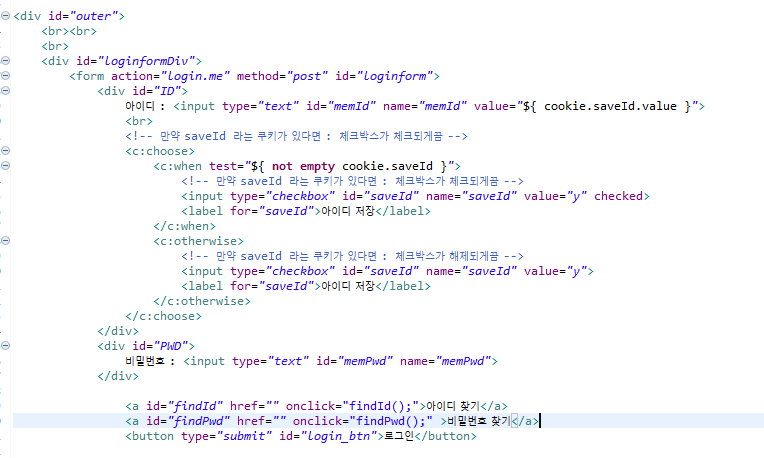 <div id="outer">
<br><br>
<br>
<div id="loginformDiv">
<form action="login.me" method="post" id="loginform">
<div id="ID">
아이디 : <input type="text" id="memId" name="memId" value="${ cookie.saveId.value }">
<br>
<!-- 만약 saveId 라는 쿠키가 있다면 : 체크박스가 체크되게끔 -->
<c:choose>
<c:when test="${ not empty cookie.saveId }">
<!-- 만약 saveId 라는 쿠키가 있다면 : 체크박스가 체크되게끔 -->
<input type="checkbox" id="saveId" name="saveId" value="y" checked>
<label for="saveId">아이디 저장</label>
</c:when>
<c:otherwise>
<!-- 만약 saveId 라는 쿠키가 있다면 : 체크박스가 해제되게끔 -->
<input type="checkbox" id="saveId" name="saveId" value="y">
<label for="saveId">아이디 저장</label>
</c:otherwise>
</c:choose>
</div>
<div id="PWD">
비밀번호 : <input type="text" id="memPwd" name="memPwd">
</div>
<a id="findId" href="" onclick="findId();">아이디 찾기</a>
<a id="findPwd" href="" onclick="findPwd();" >비밀번호 찾기</a>
<button type="submit" id="login_btn">로그인</button>